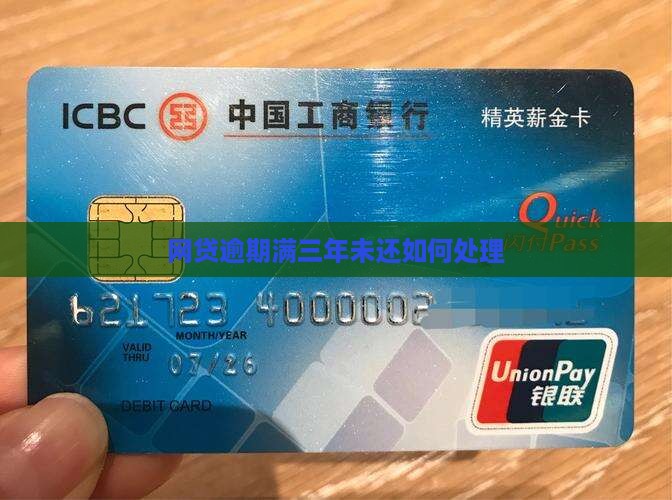 ICBC 中国工商银行 精英薪金卡
Quick
Pass
网贷逾期满三年未还如何处理
621723 4000002
MONTH/YEAR
VALID
THRU
07/26
DEBIT CARD
UnionPay
银联